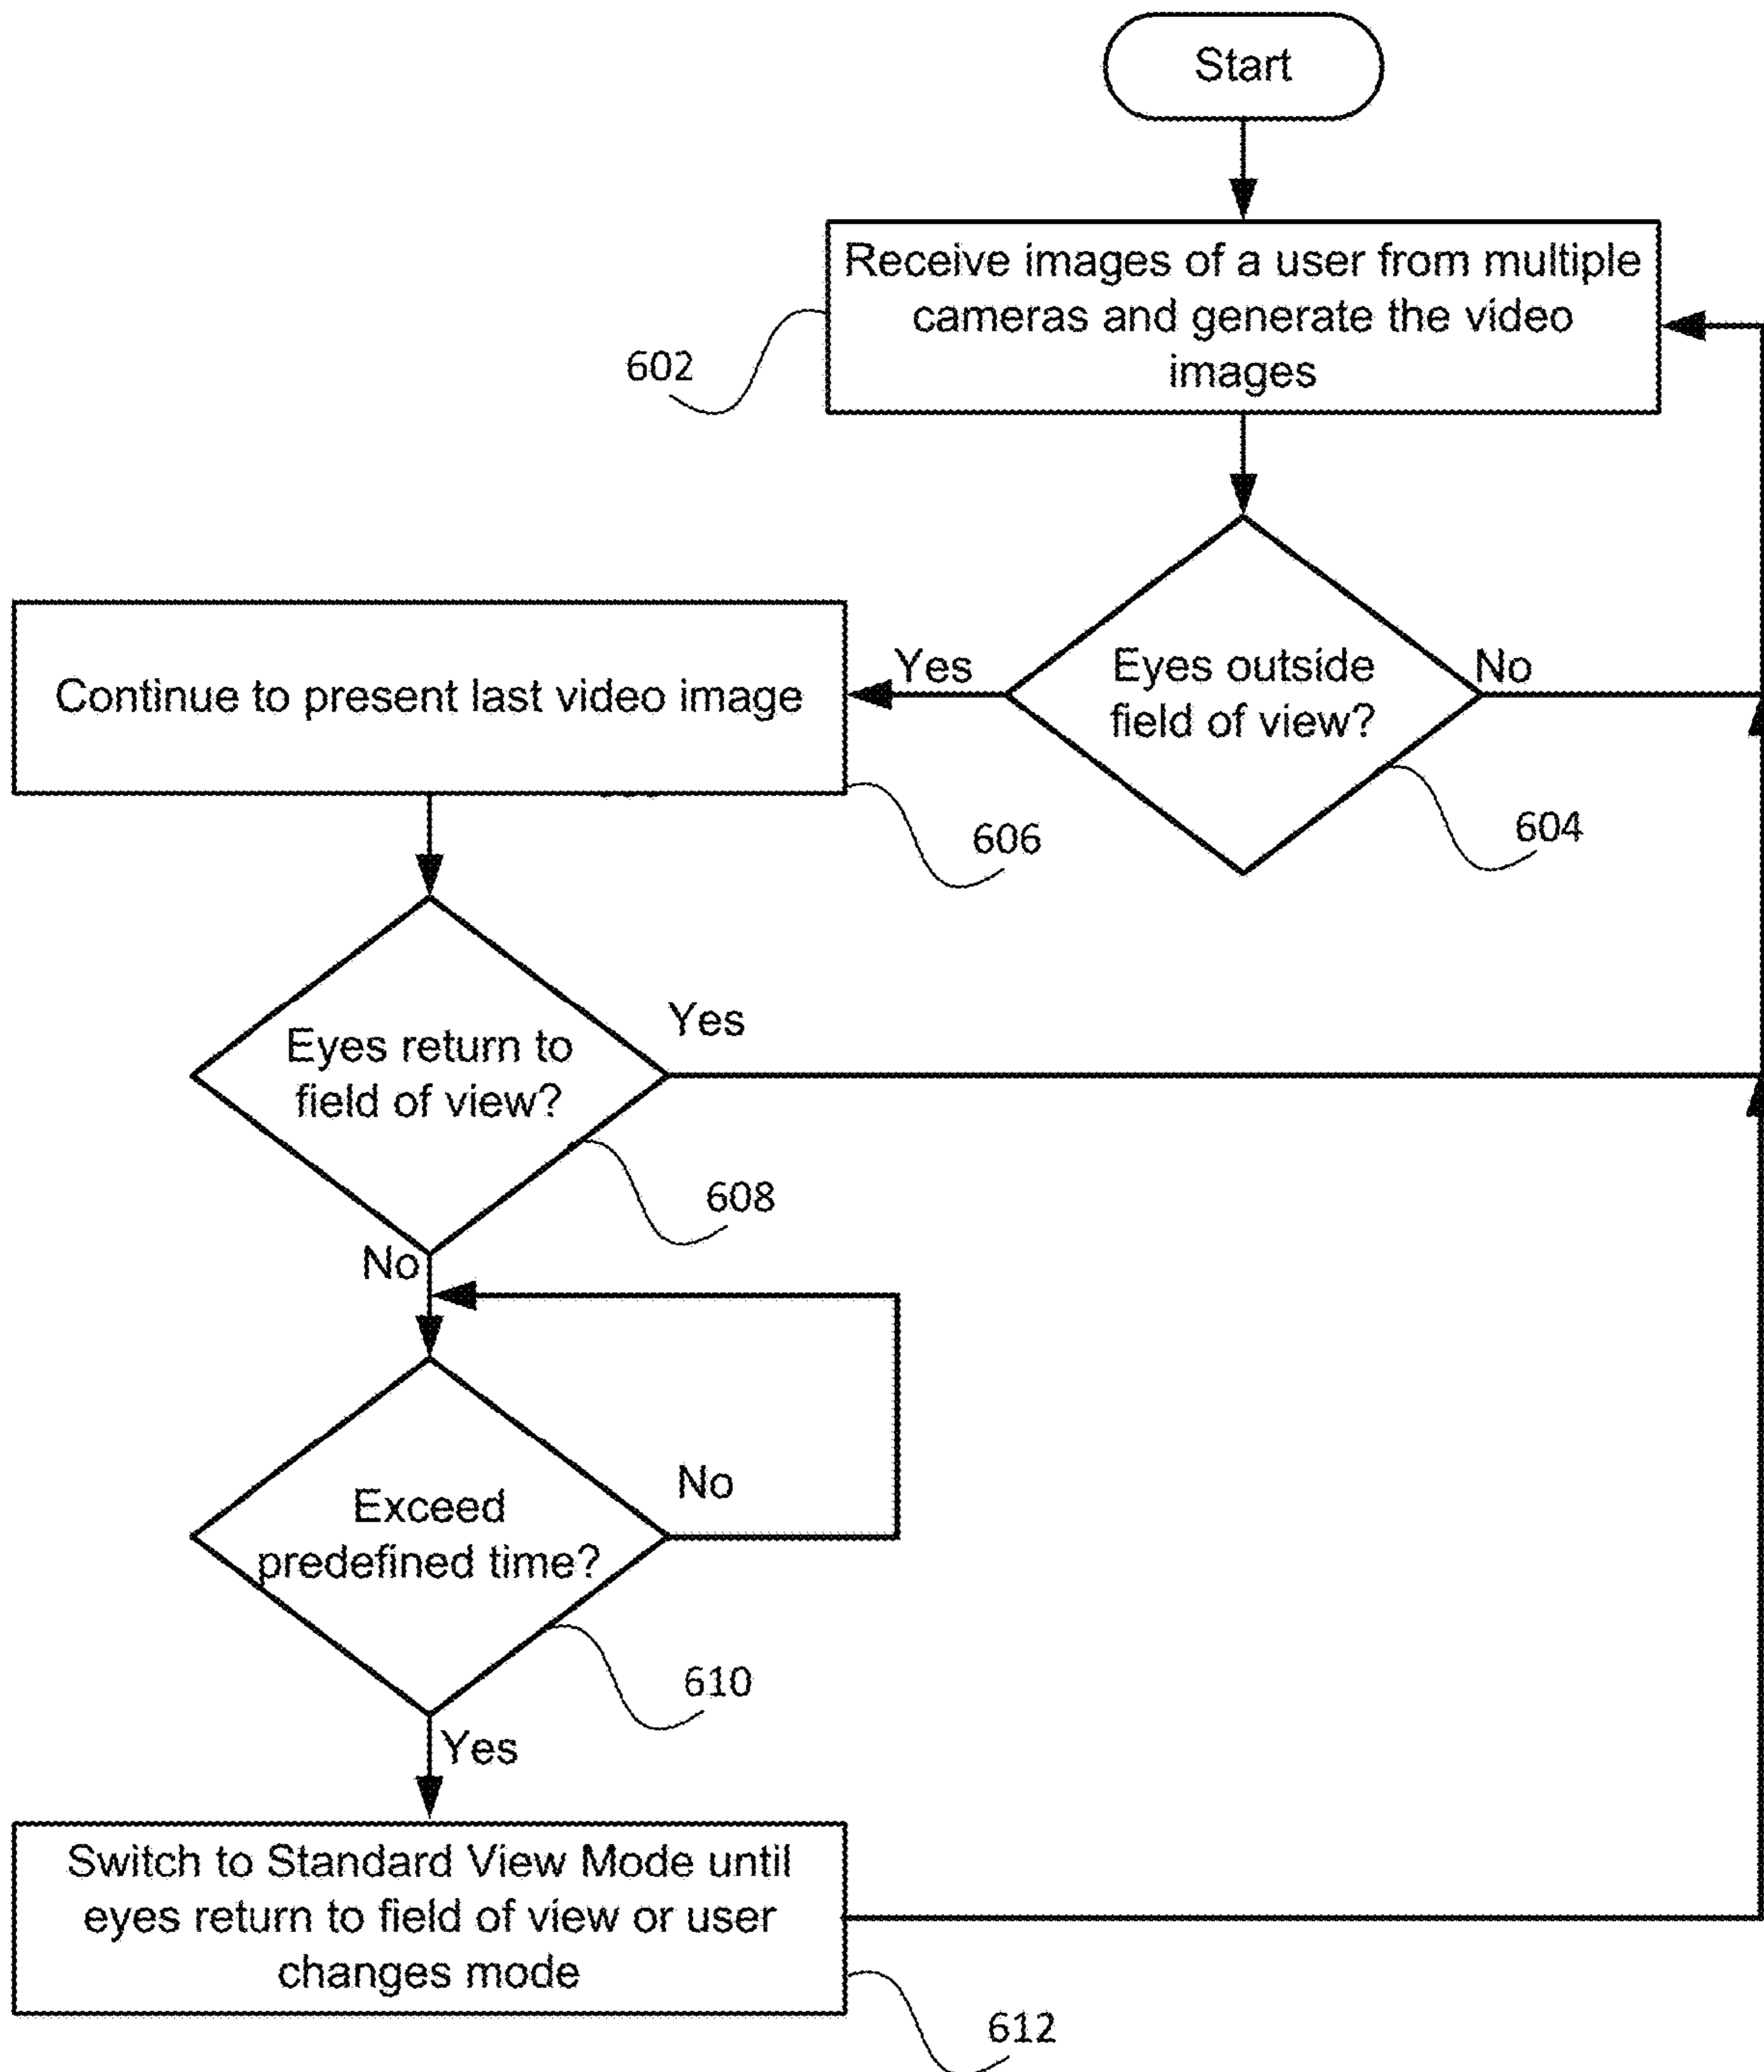 Start
Receive images of a user from multiple
cameras and generate the video
images
602
Eyes outside
field of view?
Yes
No
604
Continue to present last video image
606
Eyes return to
field of view?
Yes
608
No
Exceed
predefined time?
No
610
Yes
Switch to Standard View Mode until
eyes return to field of view or user
changes mode
612